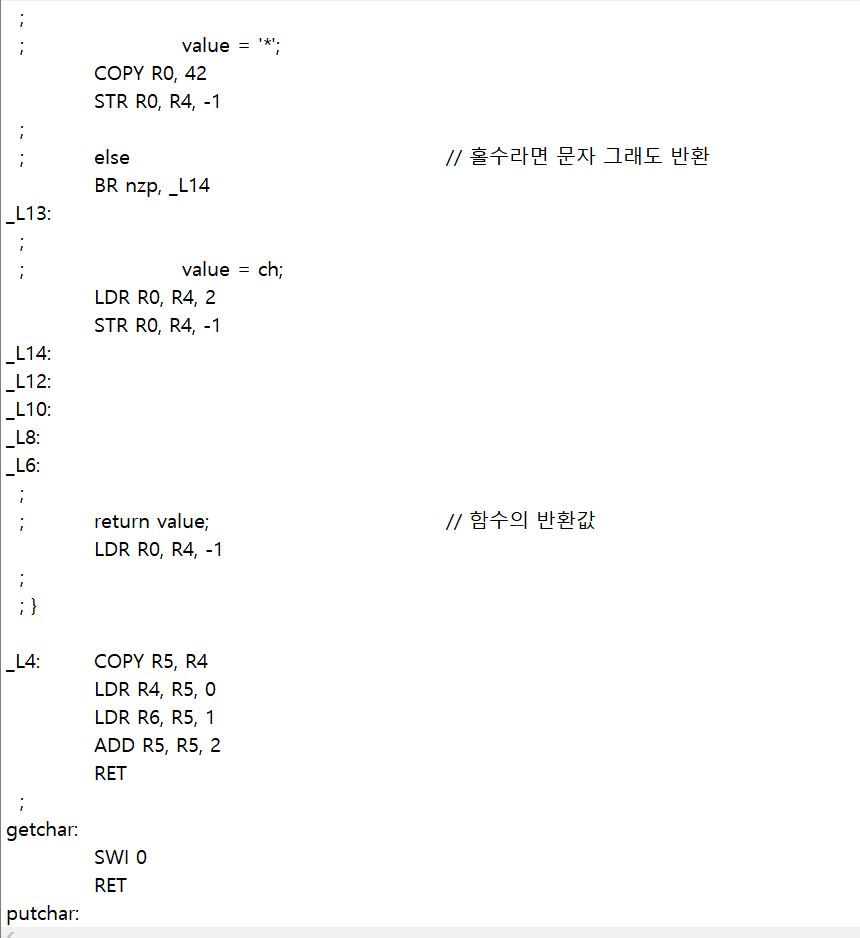 ;
; value = '*';
COPY R0, 42
STR R0, R4, -1
;
; else // 홀수라면 문자 그래도 반환
BR nzp, _L14
_L13:
;
; value = ch;
LDR R0, R4, 2
STR R0, R4, -1
_L14:
_L12:
_L10:
_L8:
_L6:
;
; return value; // 함수의 반환값
LDR R0, R4, -1
;
; }
_L4: COPY R5, R4
LDR R4, R5, 0
LDR R6, R5, 1
ADD R5, R5, 2
RET
;
getchar:
SWI 0
RET
putchar: